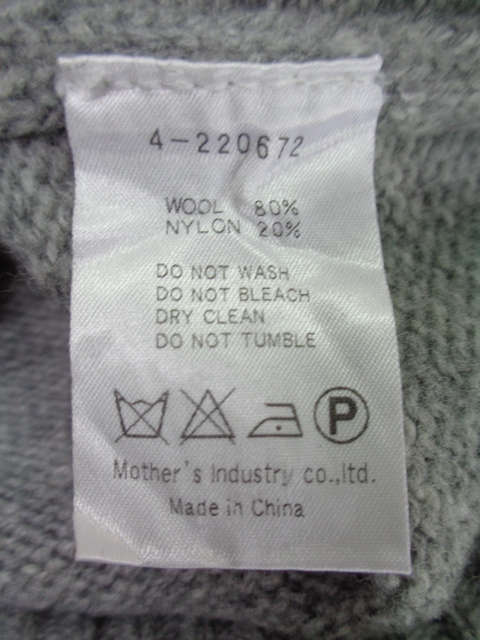 4-220672
WOOL 80%
NYLON 20%
DO NOT WASH
DO NOT BLEACH
DRY CLEAN
DO NOT TUMBLE
P
Mother's Industry co.,ltd.
Made in China